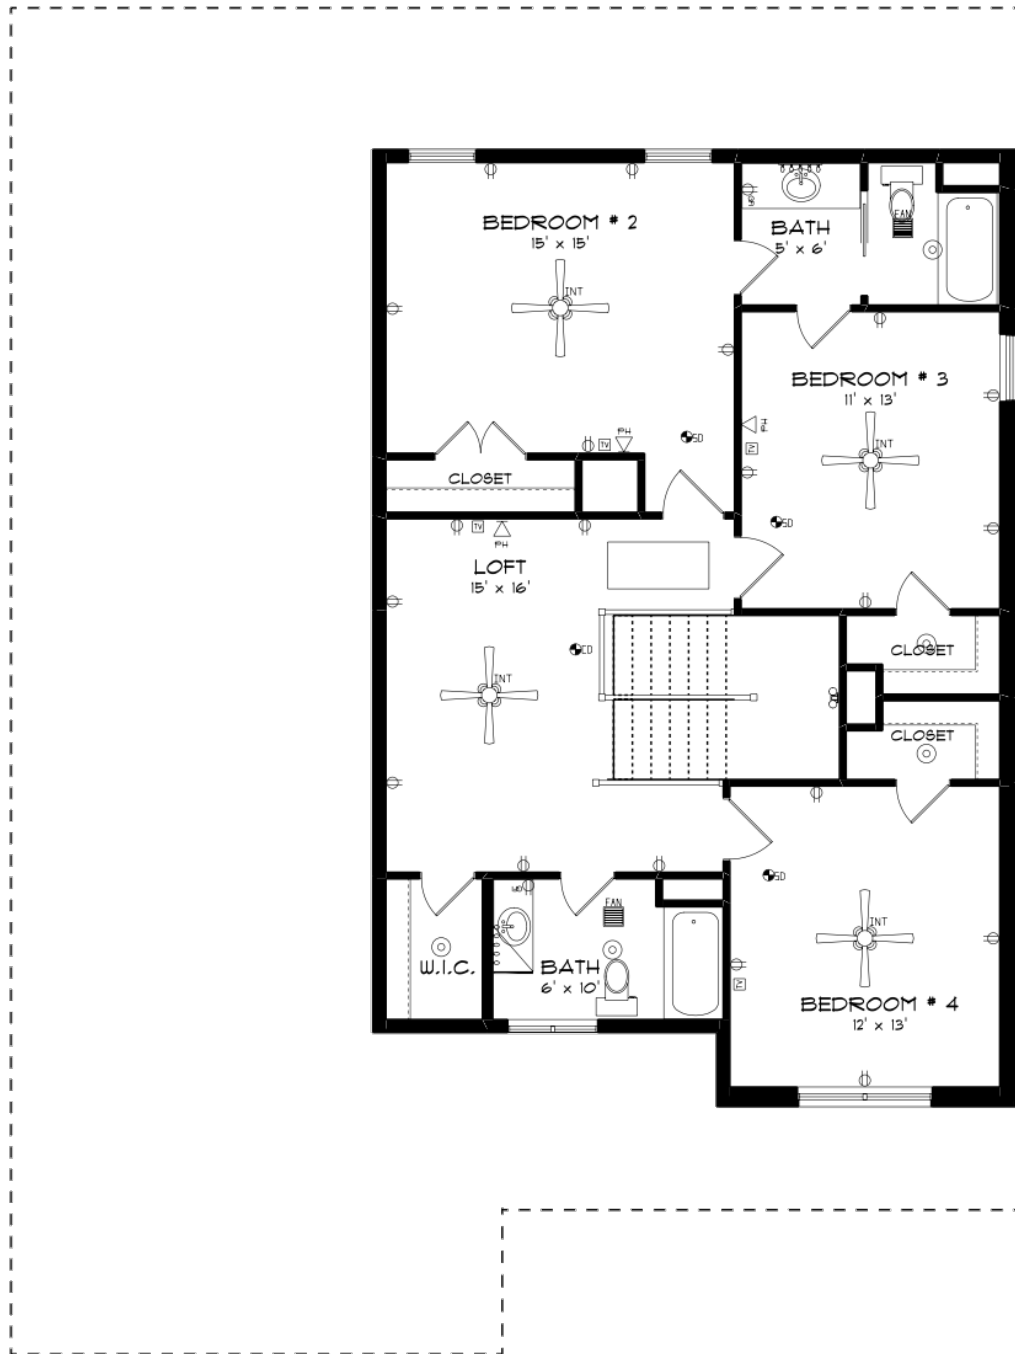 BEDROOM # 2
15' x 15'
INT
BATH
5' x 6'
FAN
BEDROOM # 3
11' x 13'
INT
PH
TV
SD
PH
TV
SD
CLOSET
TV
PH
LOFT
15' x 16'
CD
INT
CLOSET
CLOSET
SD
FAN
INT
W.I.C.
BATH
6' x 10'
TV
BEDROOM # 4
12' x 13'